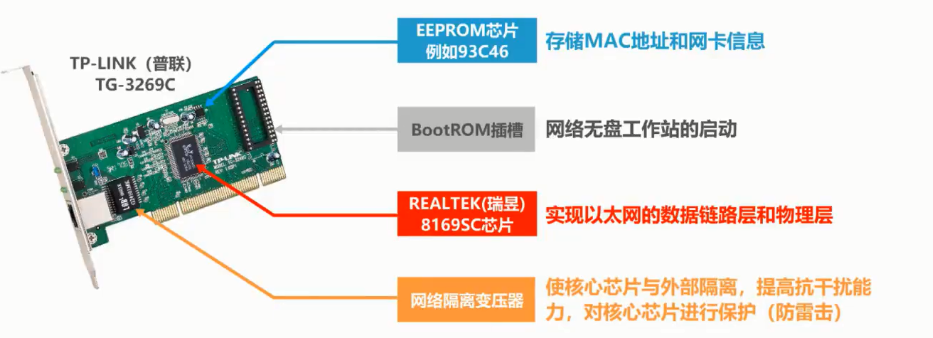 TP-LINK（普联）
TG-3269C
EEPROM芯片
例如93C46
存储MAC地址和网卡信息
BootROM插槽
网络无盘工作站的启动
REALTEK(瑞昱)
8169SC芯片
实现以太网的数据链路层和物理层
网络隔离变压器
使核心芯片与外部隔离，提高抗干扰能
力，对核心芯片进行保护（防雷击）
TP-LINK